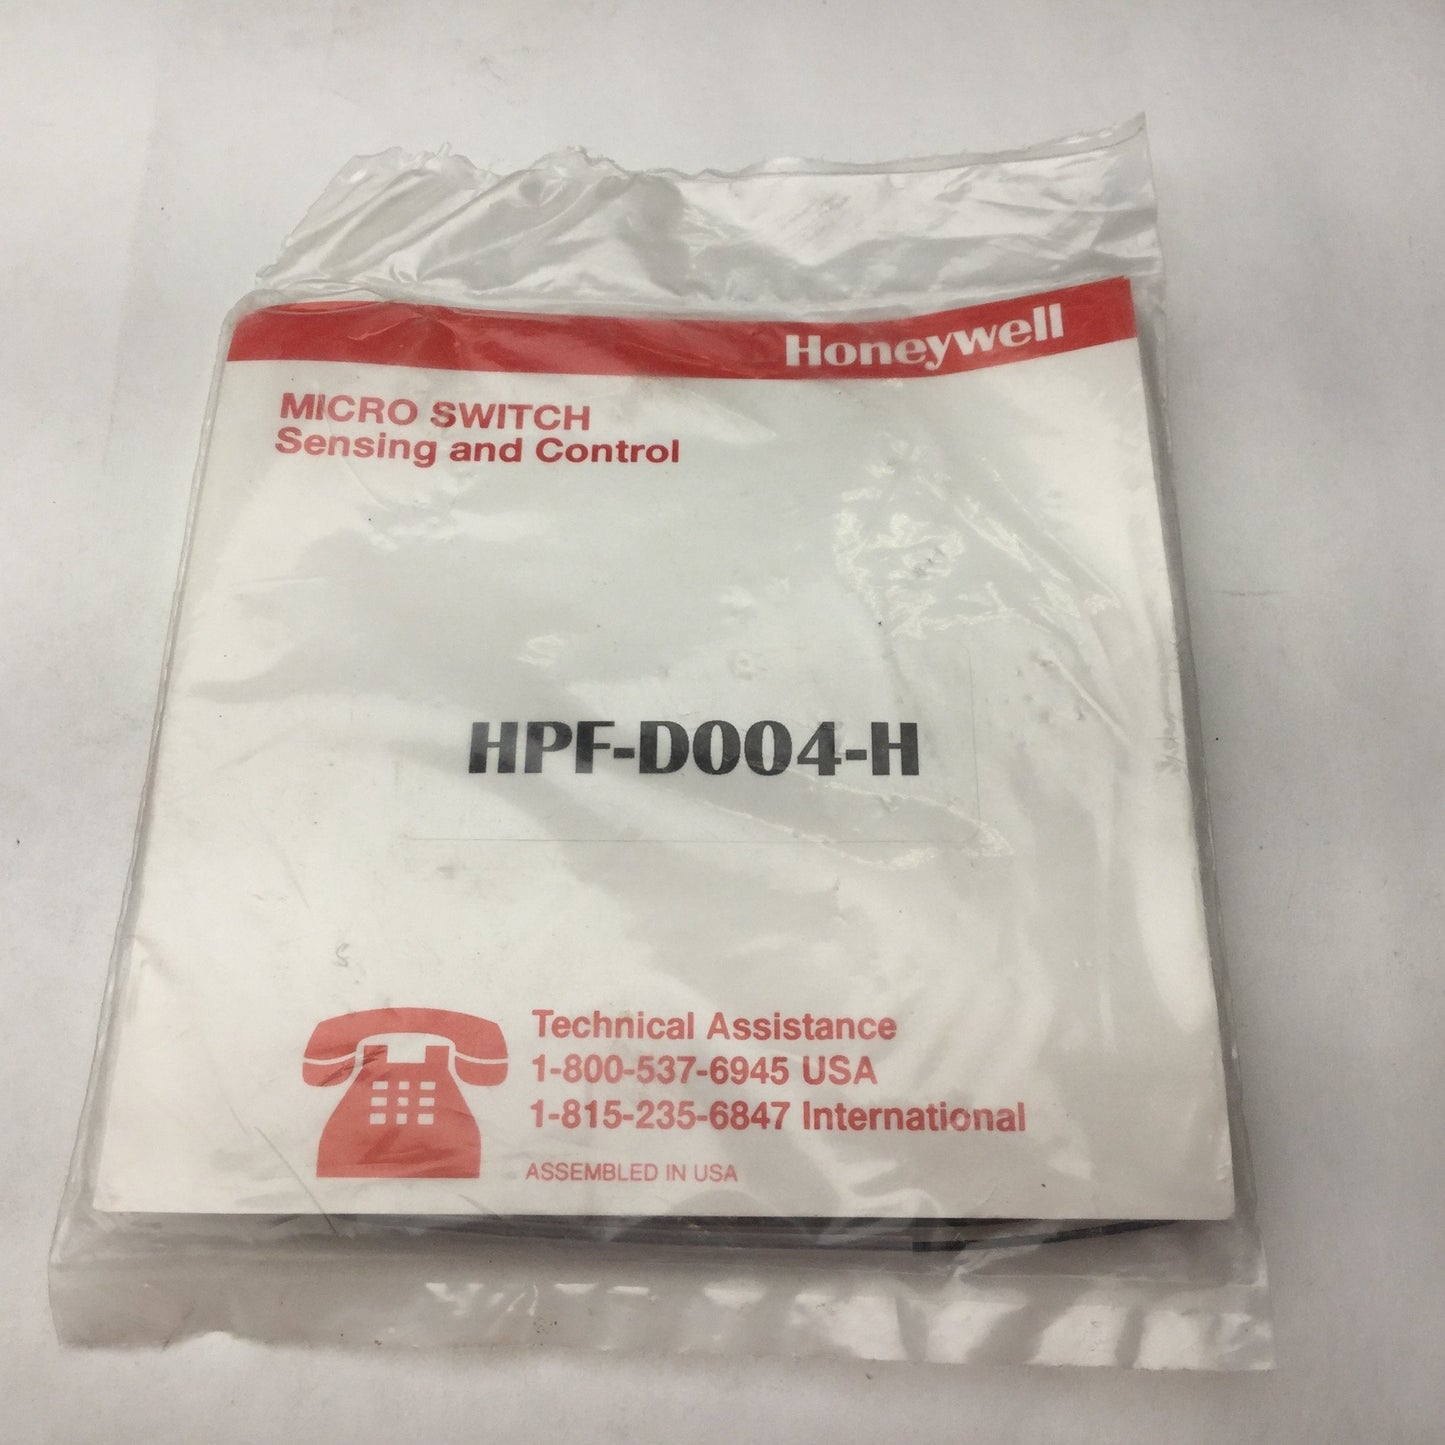 Honeywell
MICRO SWITCH
Sensing and Control
HPF-D004-H
Technical Assistance
1-800-537-6945 USA
1-815-235-6847 International
ASSEMBLED IN USA